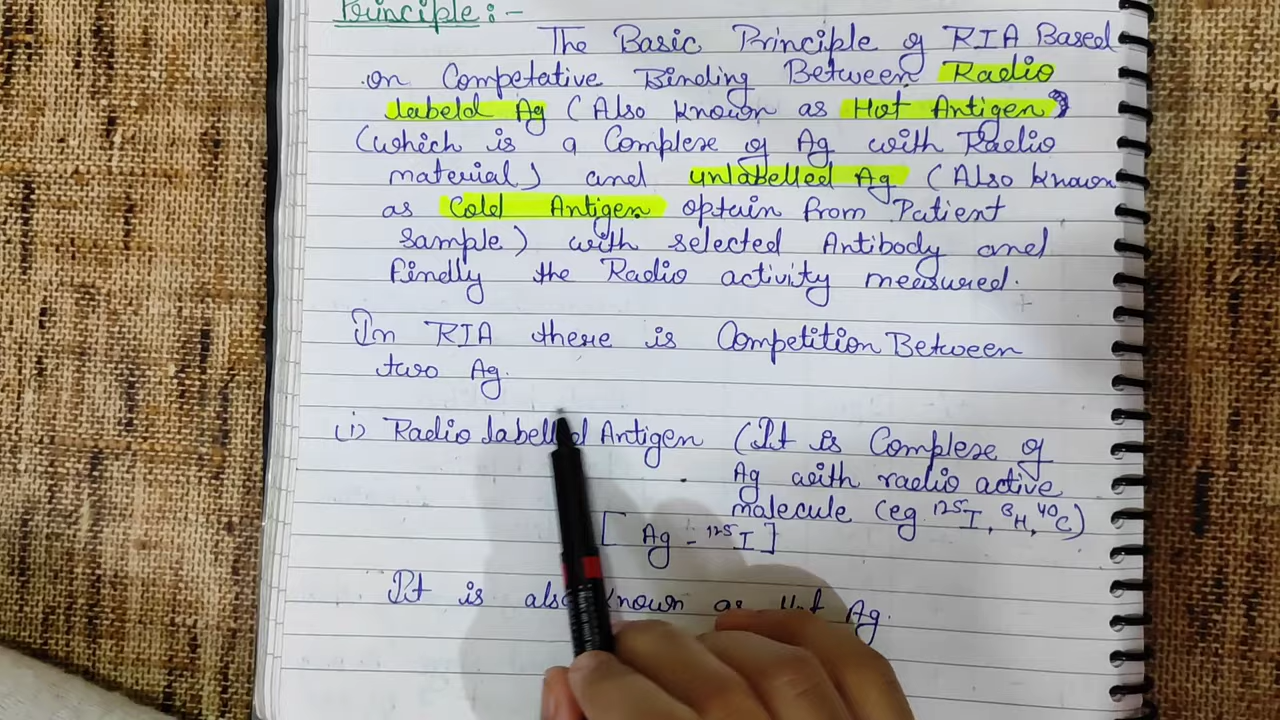 Principle:-
The Basic Principle of RIA Based
on Competative Binding Between Radio
labeld Ag (Also known as Hot Antigen)
(which is a Complexe of Ag with Radio
material) and unlabelled Ag (Also known
as Cold Antigen optain from Patient
sample) with selected Antibody and
findly the Radio activity measured.
In RIA there is Competition Between
two Ag.
(i) Radio labelled Antigen (It is Complexe of
Ag with radio active
malecule (eg 125I, 3H, 40C)
[Ag - 125I]
It is also known as Hot Ag.